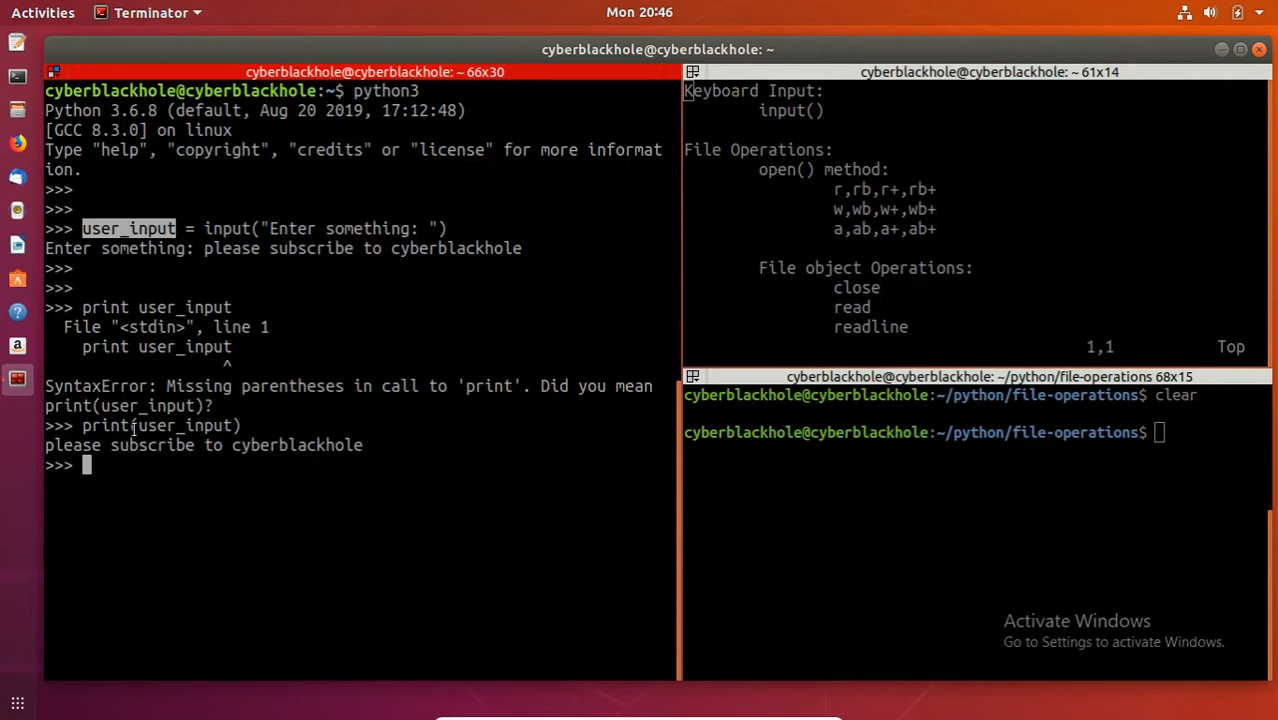 Activities
Terminator
Mon 20:46
cyberblackhole@cyberblackhole: ~
cyberblackhole@cyberblackhole: ~ 66x30
cyberblackhole@cyberblackhole:~$ python3
Python 3.6.8 (default, Aug 20 2019, 17:12:48)
[GCC 8.3.0] on linux
Type "help", "copyright", "credits" or "license" for more informat
ion.
>>>
>>>
>>> user_input = input("Enter something: ")
Enter something: please subscribe to cyberblackhole
>>>
>>>
>>> print user_input
File "<stdin>", line 1
print user_input
^
SyntaxError: Missing parentheses in call to 'print'. Did you mean
print(user_input)?
>>> print(user_input)
please subscribe to cyberblackhole
>>>
cyberblackhole@cyberblackhole: ~ 61x14
Keyboard Input:
input()
File Operations:
open() method:
r,rb,r+,rb+
w,wb,w+,wb+
a,ab,a+,ab+
File object Operations:
close
read
readline
1,1 Top
cyberblackhole@cyberblackhole: ~/python/file-operations 68x15
cyberblackhole@cyberblackhole:~/python/file-operations$ clear
cyberblackhole@cyberblackhole:~/python/file-operations$
Activate Windows
Go to Settings to activate Windows.